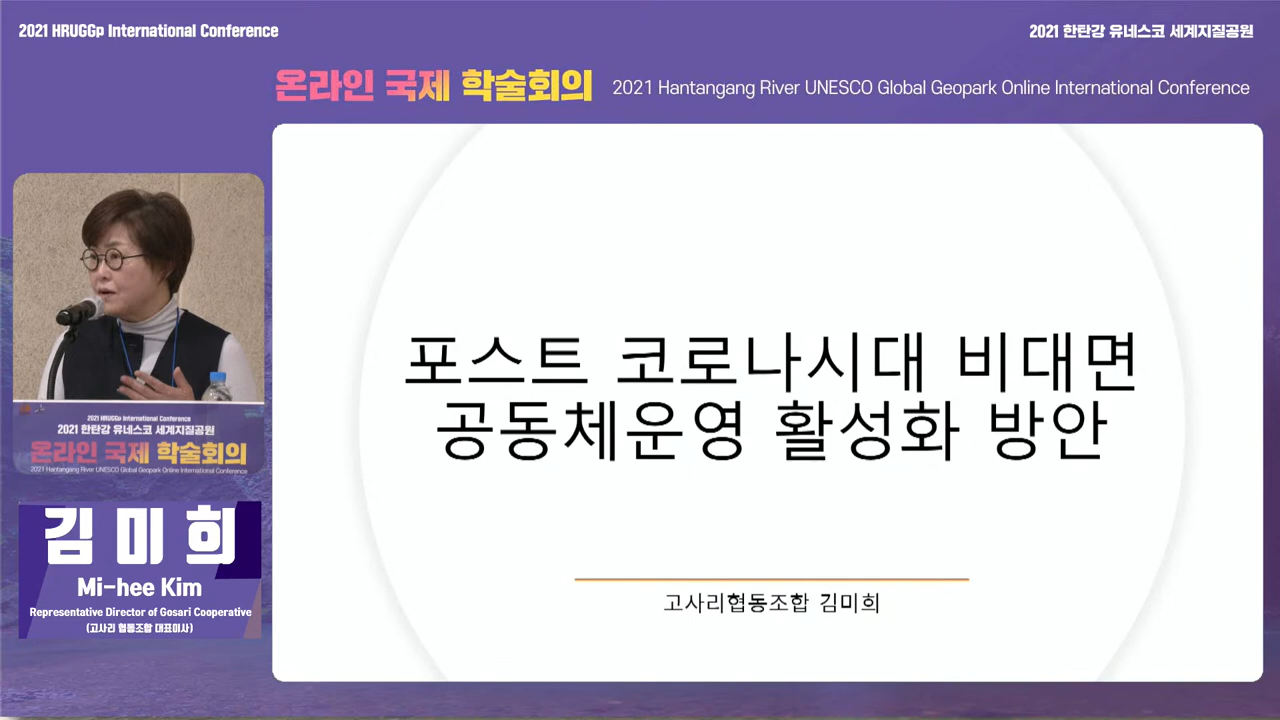 2021 HRUGGp International Conference
2021 한탄강 유네스코 세계지질공원
온라인 국제 학술회의 2021 Hantangang River UNESCO Global Geopark Online International Conference
포스트 코로나시대 비대면
공동체운영 활성화 방안
고사리협동조합 김미희
2021 HRUGGp International Conference
2021 한탄강 유네스코 세계지질공원
온라인 국제 학술회의
2021 Hantangang River UNESCO Global Geopark Online International Conference
김미희
Mi-hee Kim
Representative Director of Gosari Cooperative
(고사리 협동조합 대표이사)